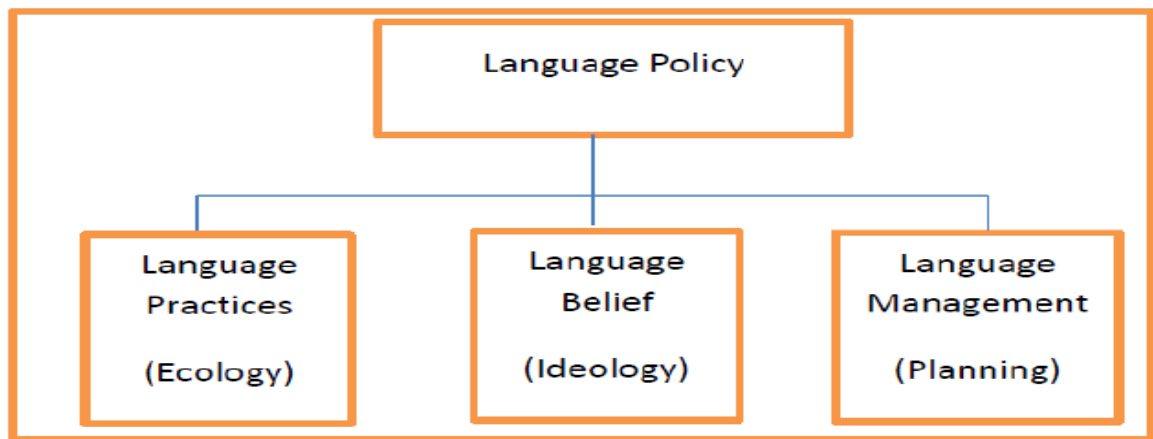 Language Policy
Language
Practices
(Ecology)
Language
Belief
(Ideology)
Language
Management
(Planning)